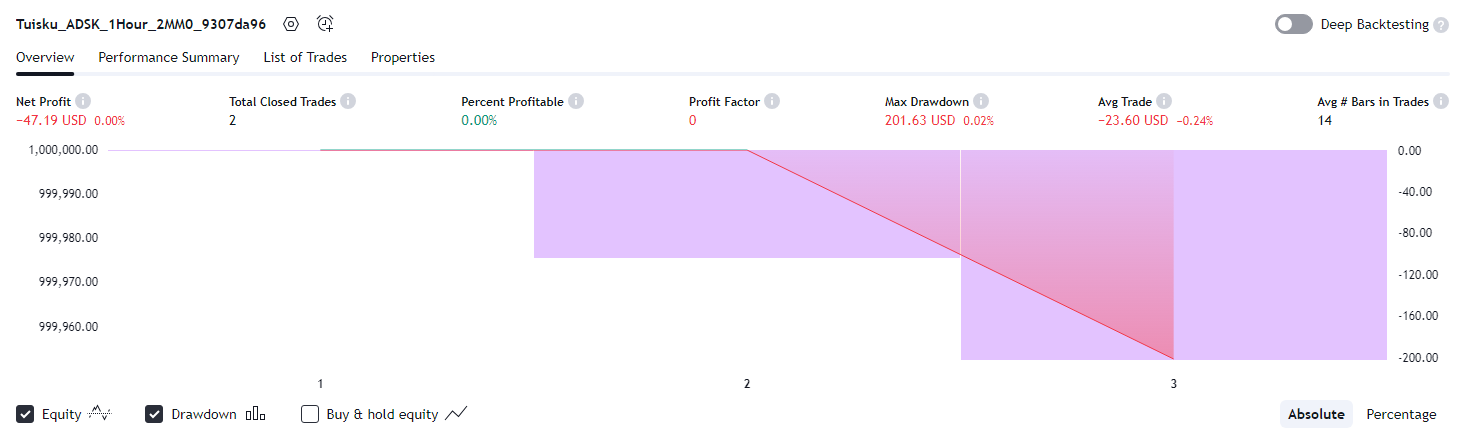 Tuisku_ADSK_1Hour_2MM0_9307da96
Deep Backtesting ?
Overview Performance Summary List of Trades Properties
Net Profit Total Closed Trades Percent Profitable Profit Factor Max Drawdown Avg Trade Avg # Bars in Trades
−47.19 USD 0.00% 2 0.00% 0 201.63 USD 0.02% −23.60 USD −0.24% 14
1,000,000.00 0.00
999,990.00 -40.00
999,980.00 -80.00
999,970.00 -120.00
999,960.00 -160.00
-200.00
1 2 3
Equity Drawdown Buy & hold equity Absolute Percentage